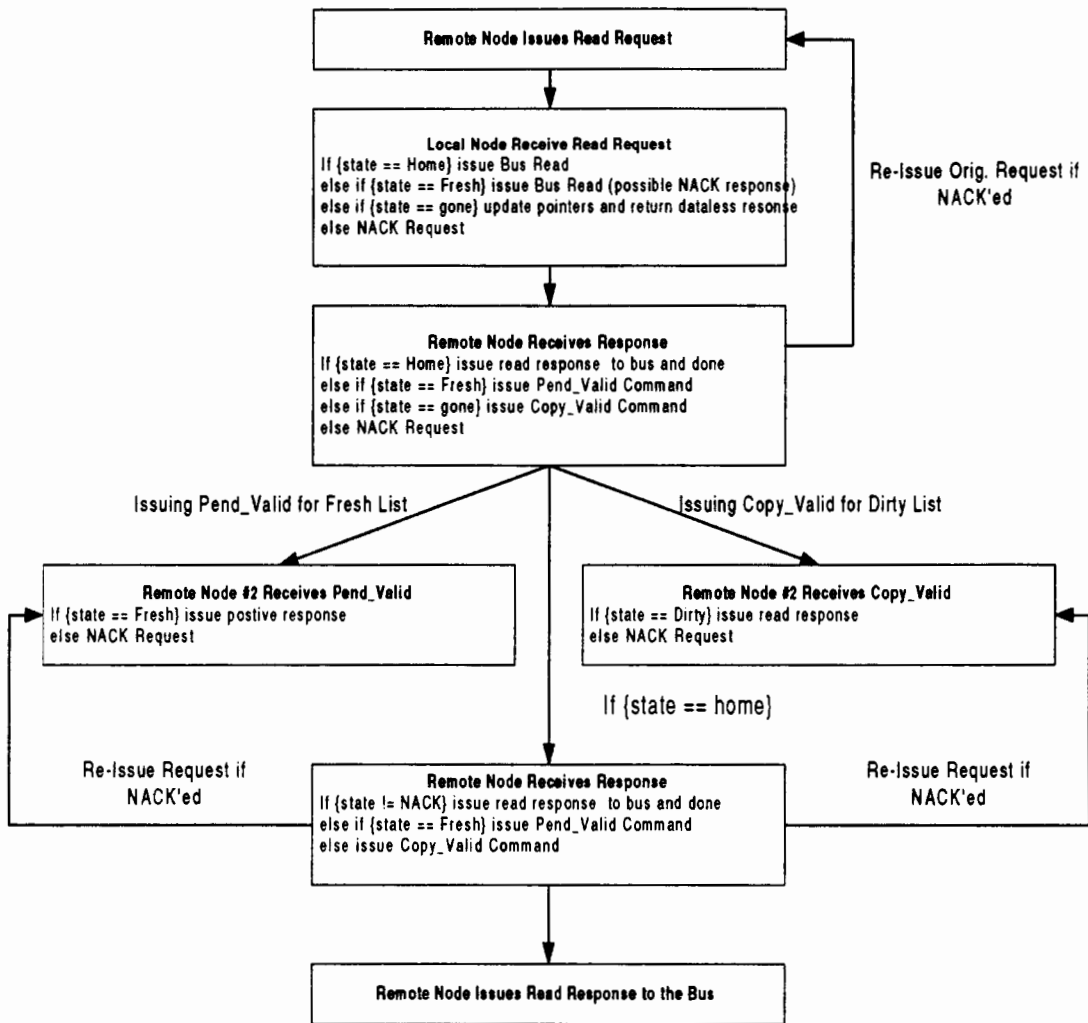 Remote Node Issues Read Request
Local Node Receive Read Request
If {state == Home} issue Bus Read
else if {state == Fresh} issue Bus Read (possible NACK response)
else if {state == gone} update pointers and return dataless resonse
else NACK Request
Re-Issue Orig. Request if
NACK'ed
Remote Node Receives Response
If {state == Home} issue read response to bus and done
else if {state == Fresh} issue Pend_Valid Command
else if {state == gone} issue Copy_Valid Command
else NACK Request
Issuing Pend_Valid for Fresh List
Issuing Copy_Valid for Dirty List
Remote Node #2 Receives Pend_Valid
If {state == Fresh} issue postive response
else NACK Request
Remote Node #2 Receives Copy_Valid
If {state == Dirty} issue read response
else NACK Request
If {state == home}
Re-Issue Request if
NACK'ed
Remote Node Receives Response
If {state != NACK} issue read response to bus and done
else if {state == Fresh} issue Pend_Valid Command
else issue Copy_Valid Command
Re-Issue Request if
NACK'ed
Remote Node Issues Read Response to the Bus